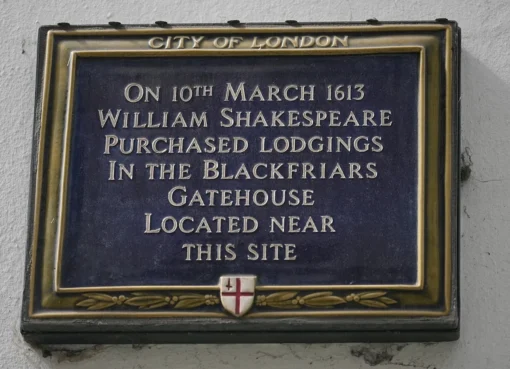 CITY OF LONDON
ON 10TH MARCH 1613
WILLIAM SHAKESPEARE
PURCHASED LODGINGS
IN THE BLACKFRIARS
GATEHOUSE
LOCATED NEAR
THIS SITE